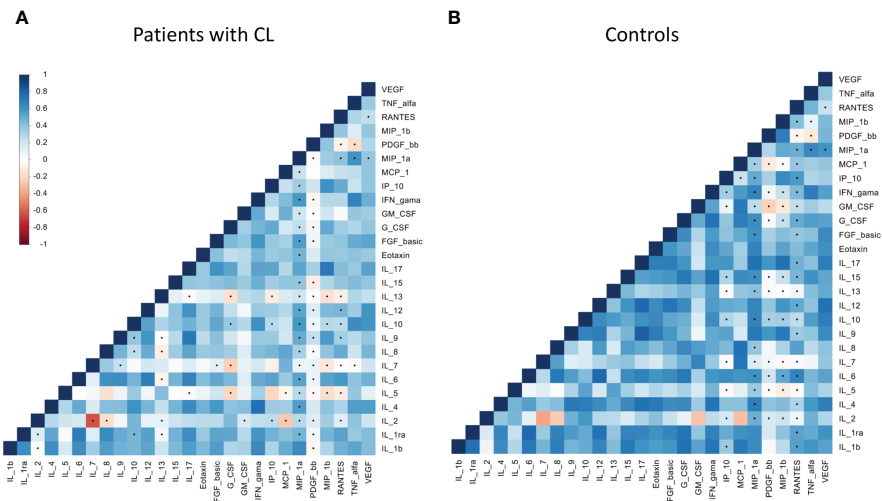 A
Patients with CL
1
0.8
0.6
0.4
0.2
0
-0.2
-0.4
-0.6
-0.8
-1
VEGF
TNF_alfa
RANTES
MIP_1b
PDGF_bb
MIP_1a
MCP_1
IP_10
IFN_gama
GM_CSF
G_CSF
FGF_basic
Eotaxin
IL_17
IL_15
IL_13
IL_12
IL_10
IL_9
IL_8
IL_7
IL_6
IL_5
IL_4
IL_2
IL_1ra
IL_1b
IL_1b
IL_1ra
IL_2
IL_4
IL_5
IL_6
IL_7
IL_8
IL_9
IL_10
IL_12
IL_13
IL_15
IL_17
Eotaxin
FGF_basic
G_CSF
GM_CSF
IFN_gama
IP_10
MCP_1
MIP_1a
PDGF_bb
MIP_1b
RANTES
TNF_alfa
VEGF
B
Controls
VEGF
TNF_alfa
RANTES
MIP_1b
PDGF_bb
MIP_1a
MCP_1
IP_10
IFN_gama
GM_CSF
G_CSF
FGF_basic
Eotaxin
IL_17
IL_15
IL_13
IL_12
IL_10
IL_9
IL_8
IL_7
IL_6
IL_5
IL_4
IL_2
IL_1ra
IL_1b
IL_1b
IL_1ra
IL_2
IL_4
IL_5
IL_6
IL_7
IL_8
IL_9
IL_10
IL_12
IL_13
IL_15
IL_17
Eotaxin
FGF_basic
G_CSF
GM_CSF
IFN_gama
IP_10
MCP_1
MIP_1a
PDGF_bb
MIP_1b
RANTES
TNF_alfa
VEGF